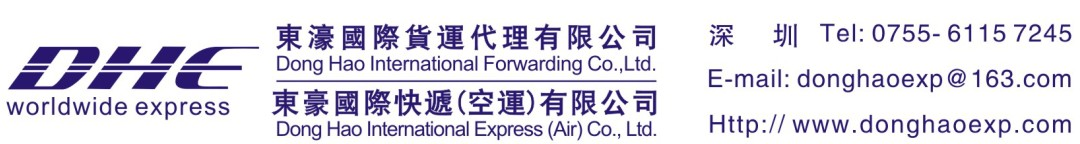 DHE
worldwide express
東濠國際貨運代理有限公司
Dong Hao International Forwarding Co.,Ltd.
東豪國際快遞(空運)有限公司
Dong Hao International Express (Air) Co., Ltd.
深 圳 Tel: 0755- 6115 7245
E-mail: donghaoexp@163.com
Http:// www.donghaoexp.com